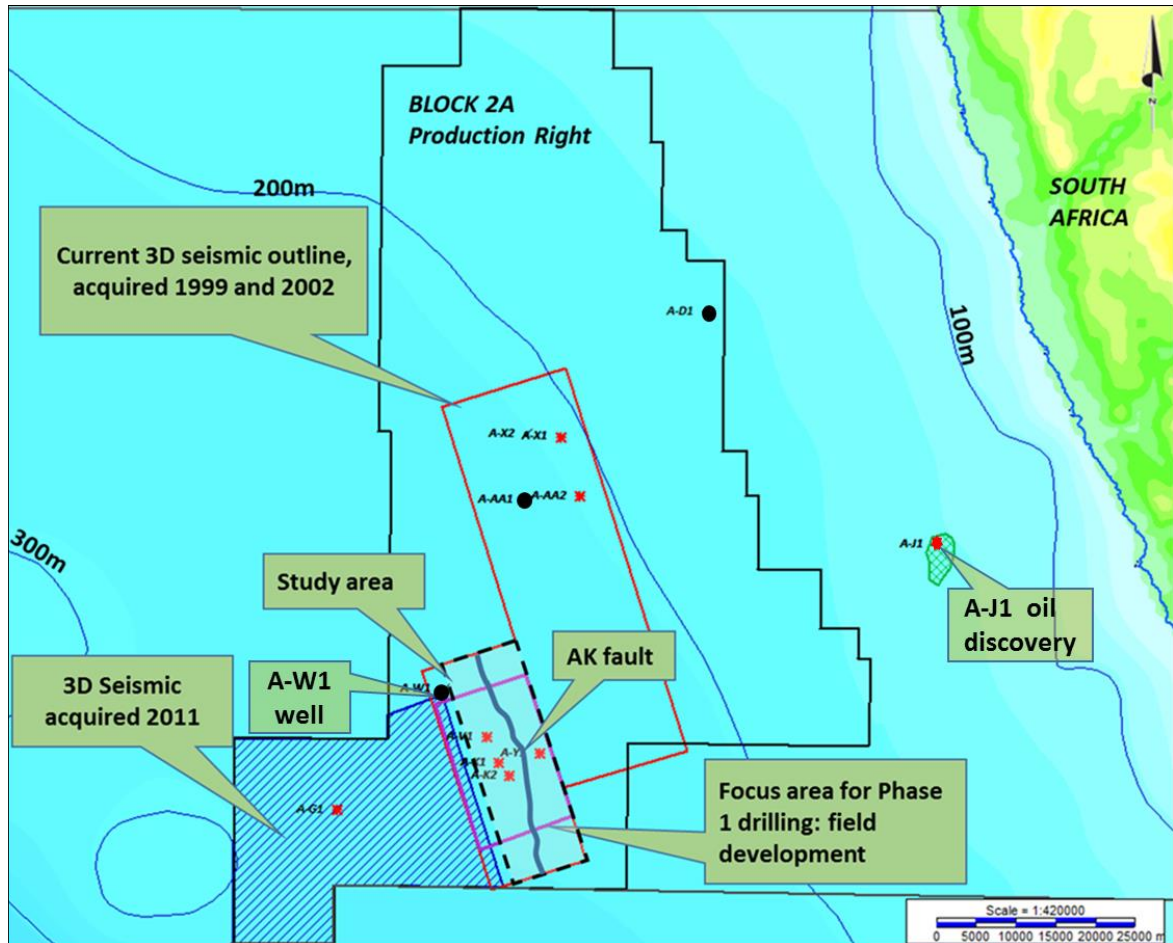 BLOCK 2A
Production Right
N
200m
SOUTH
AFRICA
Current 3D seismic outline,
acquired 1999 and 2002
A-D1
100m
A-X2 A-X1
A-AA1 A-AA2
300m
A-J1
Study area
A-J1 oil
discovery
AK fault
A-W1
A-W1
well
3D Seismic
acquired 2011
A-V1
A-Y
A-K1
A-K2
A-G1
Focus area for Phase
1 drilling: field
development
Scale = 1:420000
0 5000 10000 15000 20000 25000 m